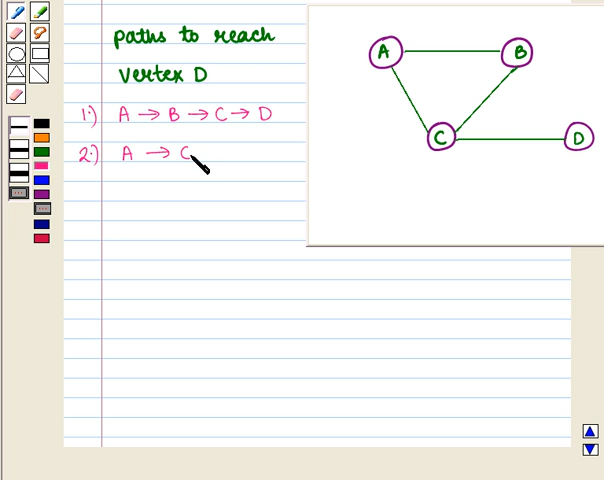 paths to reach
vertex D
1.) A → B → C → D
2.) A → C
A B
C D